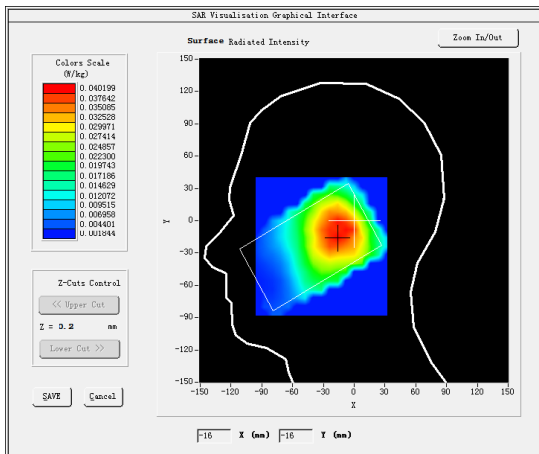 SAR Visualisation Graphical Interface
Surface Radiated Intensity
Zoom In/Out
Colors Scale
(W/kg)
0.040199
0.037642
0.035085
0.032528
0.029971
0.027414
0.024857
0.022300
0.019743
0.017186
0.014629
0.012072
0.009515
0.006958
0.004401
0.001844
Z-Cuts Control
<< Upper Cut
Z = 0.2 mm
Lower Cut >>
SAVE Cancel
150
120
90
60
30
0
-30
-60
-90
-120
-150
Y
-150 -120 -90 -60 -30 0 30 60 90 120 150
X
-16 X (mm) -16 Y (mm)